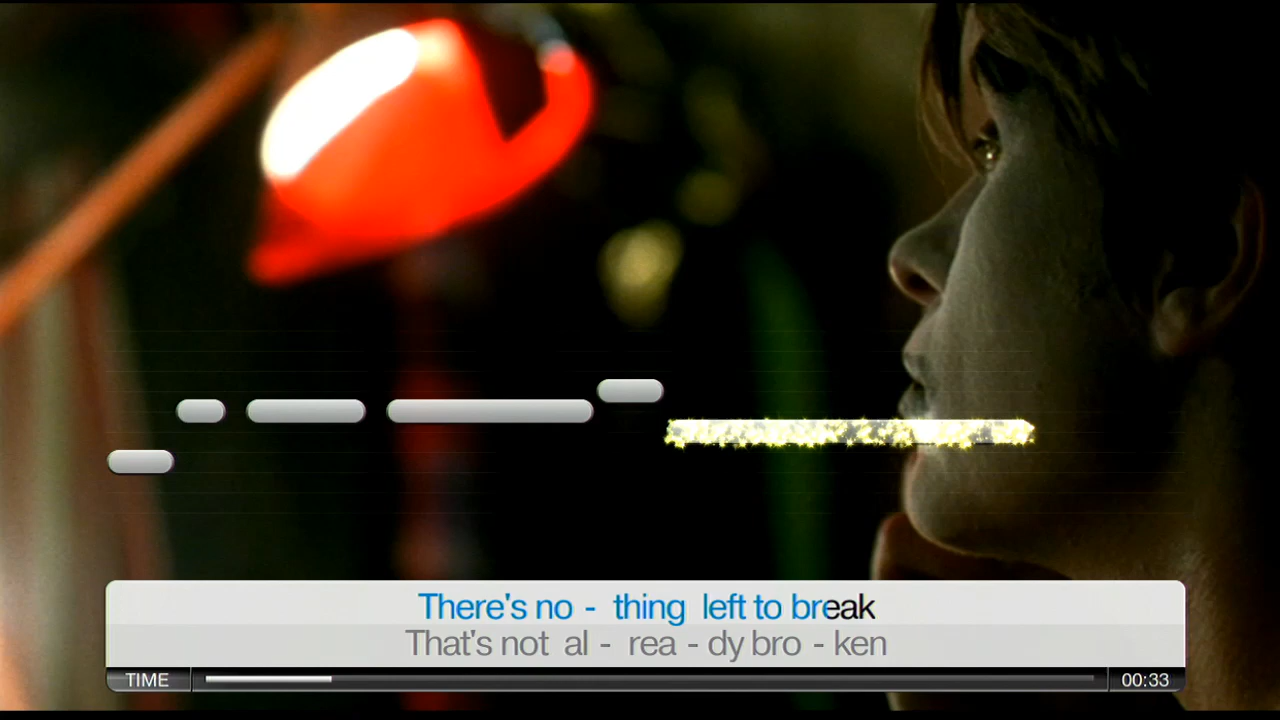 There's no - thing left to break
That's not al - rea - dy bro - ken
TIME 00:33